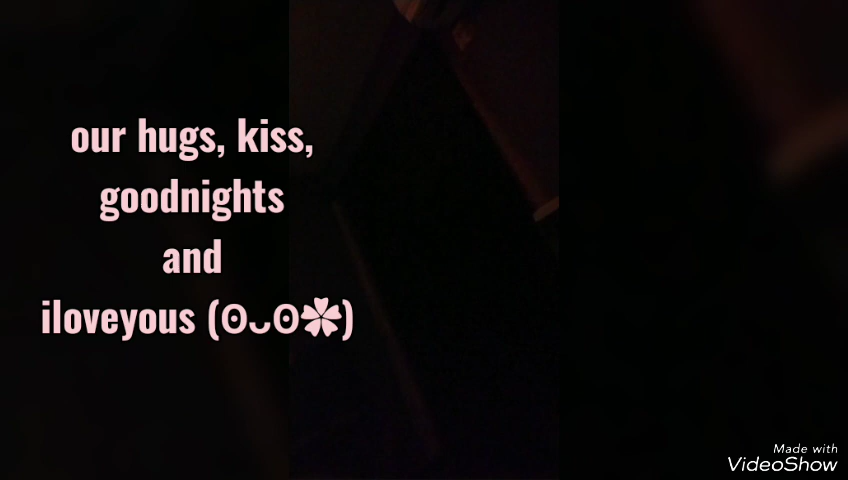 our hugs, kiss,
goodnights
and
iloveyous (ʘᴗʘ✿)
Made with
VideoShow